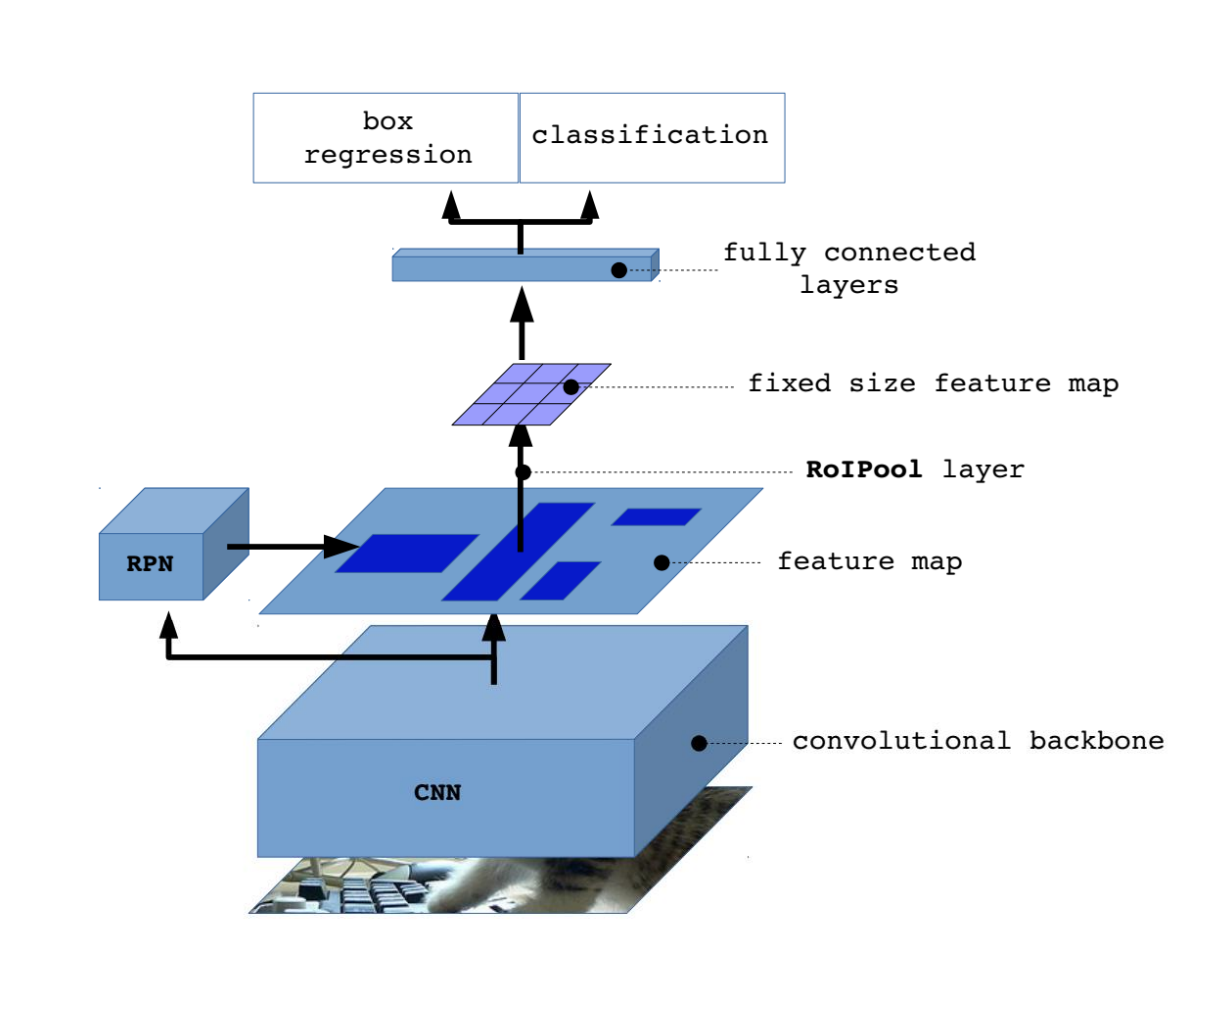 box
regression
classification
fully connected
layers
fixed size feature map
RoIPool layer
RPN
feature map
convolutional backbone
CNN